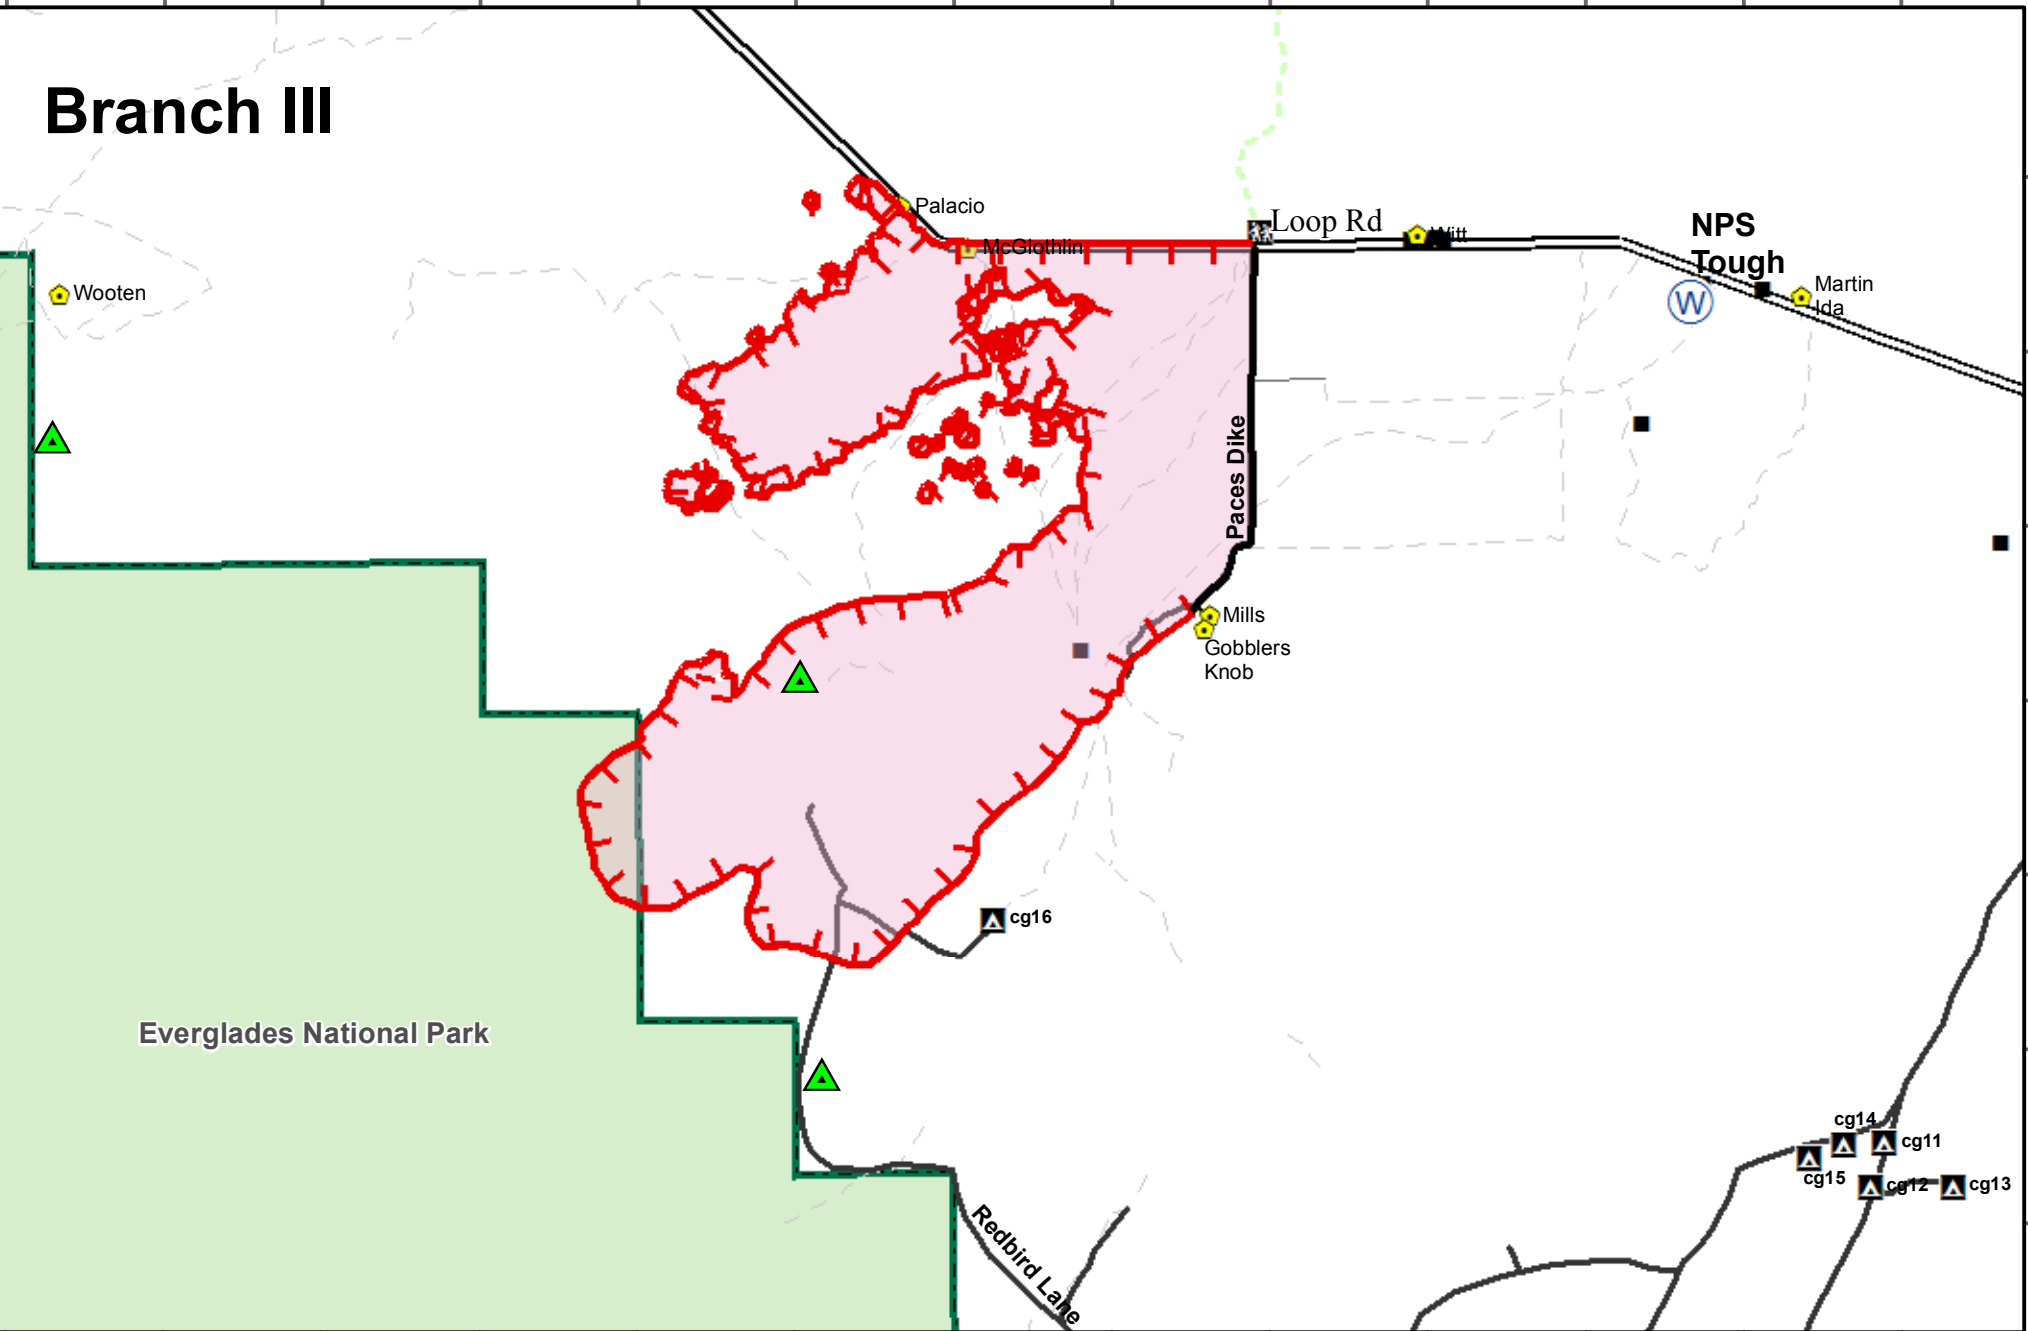 Branch III
Palacio
McGlothlin
Loop Rd
Witt
NPS
Tough
W
Martin
Ida
Wooten
Paces Dike
Mills
Gobblers
Knob
cg16
Everglades National Park
cg14
cg11
cg15
cg12
cg13
Redbird Lane